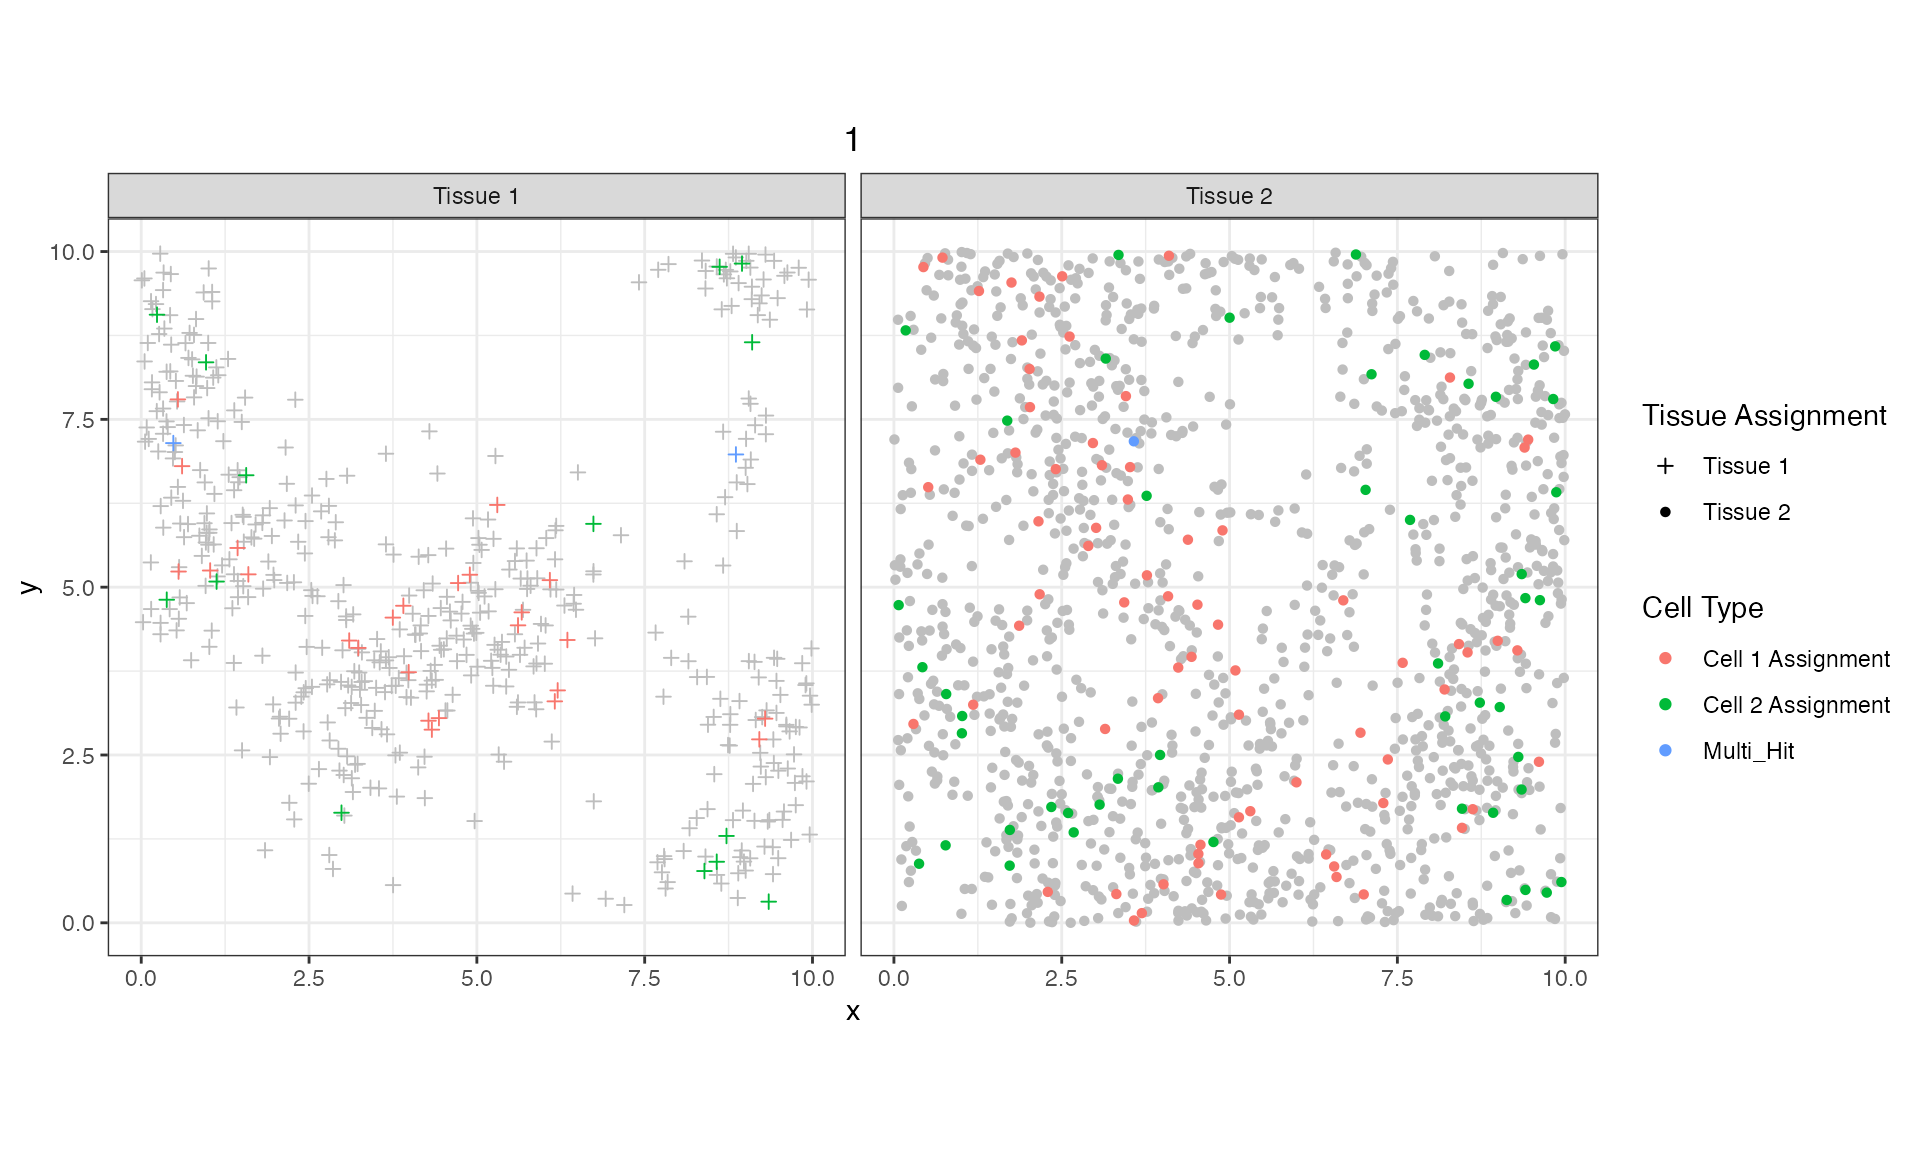 1
Tissue 1
Tissue 2
10.0
7.5
5.0
2.5
0.0
y
0.0 2.5 5.0 7.5 10.0
0.0 2.5 5.0 7.5 10.0
x
Tissue Assignment
Tissue 1
Tissue 2
Cell Type
Cell 1 Assignment
Cell 2 Assignment
Multi_Hit